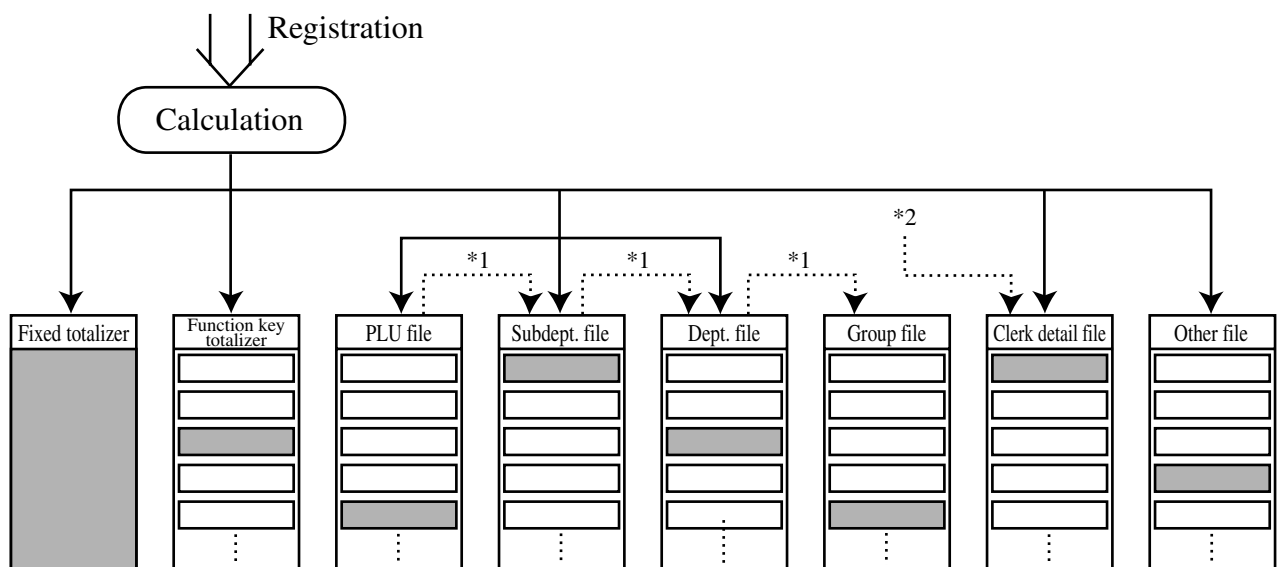 Registration
Calculation
*2
*1
*1
*1
Fixed totalizer
Function key
totalizer
PLU file
Subdept. file
Dept. file
Group file
Clerk detail file
Other file